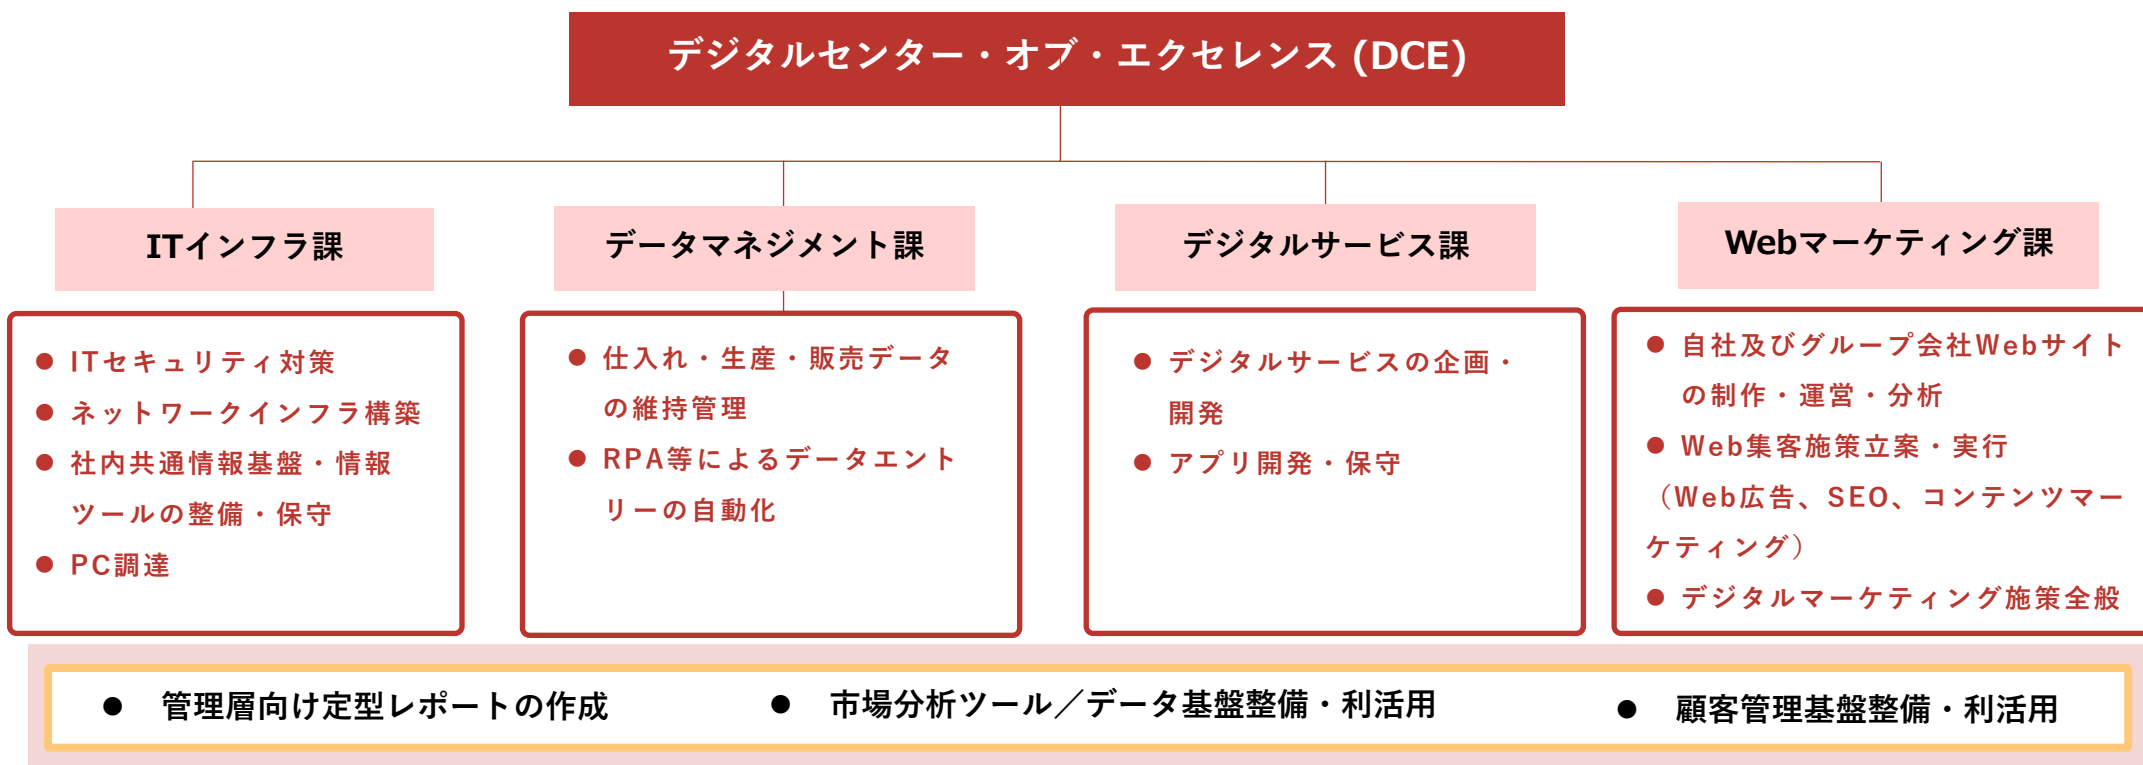 デジタルセンター・オブ・エクセレンス (DCE)
ITインフラ課
● ITセキュリティ対策
● ネットワークインフラ構築
● 社内共通情報基盤・情報
ツールの整備・保守
● PC調達
データマネジメント課
● 仕入れ・生産・販売データ
の維持管理
● RPA等によるデータエント
リーの自動化
デジタルサービス課
● デジタルサービスの企画・
開発
● アプリ開発・保守
Webマーケティング課
● 自社及びグループ会社Webサイト
の制作・運営・分析
● Web集客施策立案・実行
（Web広告、SEO、コンテンツマー
ケティング）
● デジタルマーケティング施策全般
● 管理層向け定型レポートの作成
● 市場分析ツール／データ基盤整備・利活用
● 顧客管理基盤整備・利活用